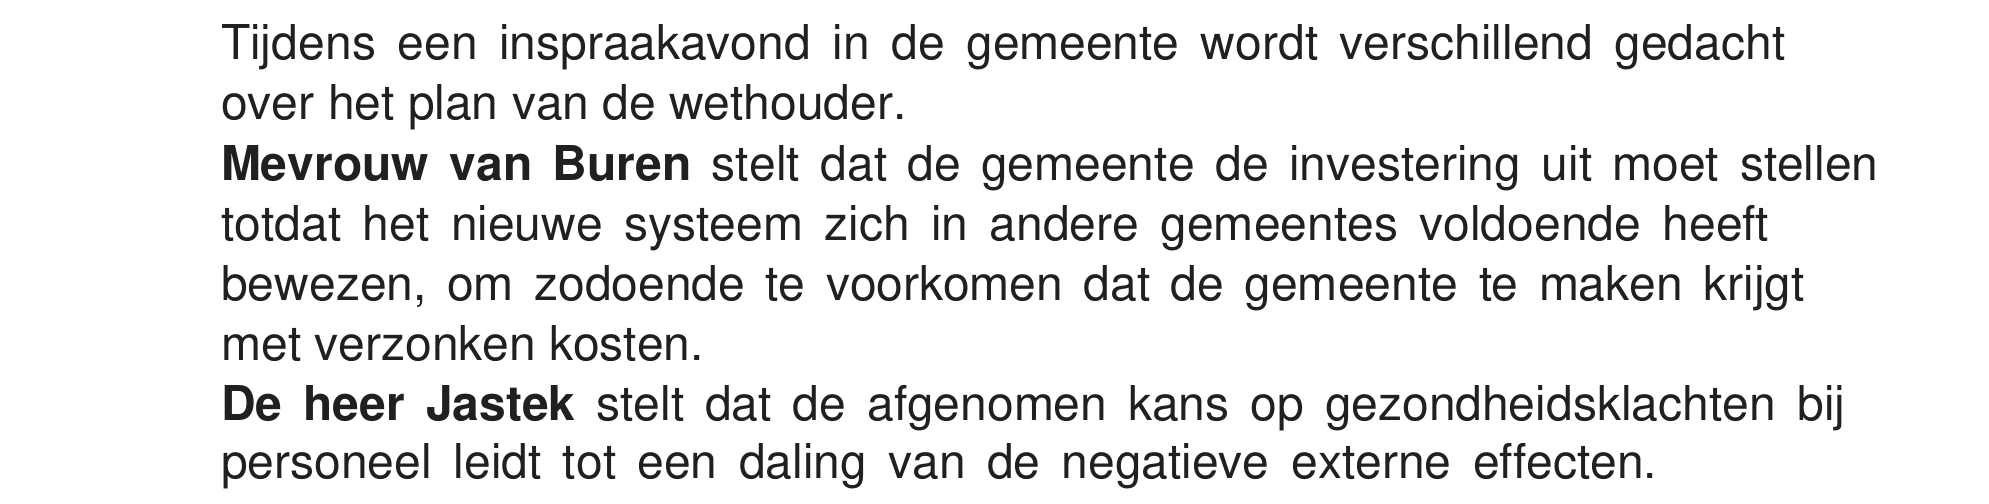 Tijdens een inspraakavond in de gemeente wordt verschillend gedacht
over het plan van de wethouder.
Mevrouw van Buren stelt dat de gemeente de investering uit moet stellen
totdat het nieuwe systeem zich in andere gemeentes voldoende heeft
bewezen, om zodoende te voorkomen dat de gemeente te maken krijgt
met verzonken kosten.
De heer Jastek stelt dat de afgenomen kans op gezondheidsklachten bij
personeel leidt tot een daling van de negatieve externe effecten.